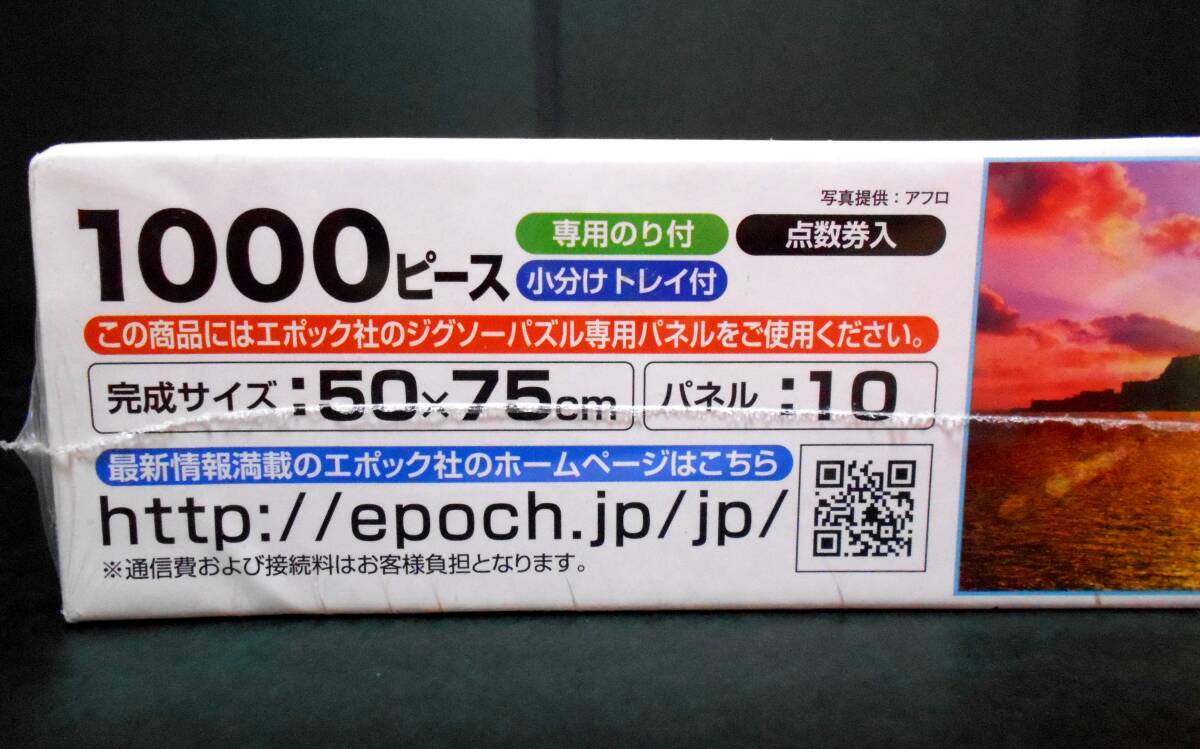 写真提供：アフロ
1000ピース
専用のり付
点数券入
小分けトレイ付
この商品にはエポック社のジグソーパズル専用パネルをご使用ください。
完成サイズ：50×75cm
パネル：10
最新情報満載のエポック社のホームページはこちら
http://epoch.jp/jp/
※通信費および接続料はお客様負担となります。